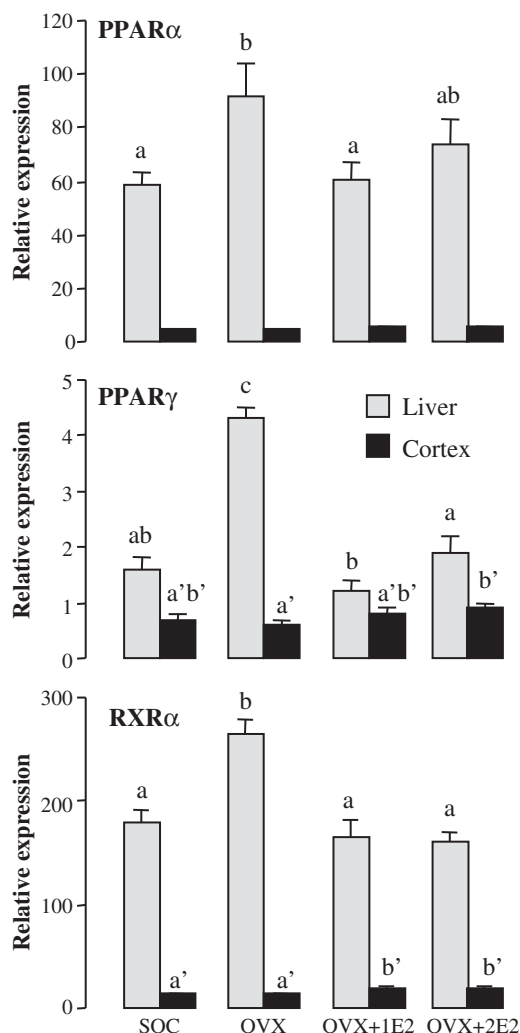 PPARα
Relative expression
120
100
80
60
40
20
0
a
b
a
ab
PPARγ
Relative expression
5
4
3
2
1
0
Liver
Cortex
ab
a’b’
c
a’
b
a’b’
a
b’
RXRα
Relative expression
300
200
100
0
a
a’
b
a’
a
b’
a
b’
SOC
OVX
OVX+1E2
OVX+2E2